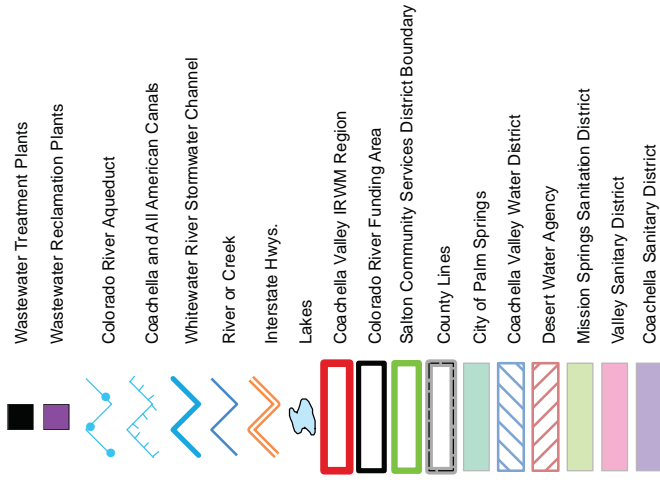 Wastewater Treatment Plants
Wastewater Reclamation Plants
Colorado River Aqueduct
Coachella and All American Canals
Whitewater River Stormwater Channel
River or Creek
Interstate Hwys.
Lakes
Coachella Valley IRWM Region
Colorado River Funding Area
Salton Community Services District Boundary
County Lines
City of Palm Springs
Coachella Valley Water District
Desert Water Agency
Mission Springs Sanitation District
Valley Sanitary District
Coachella Sanitary District